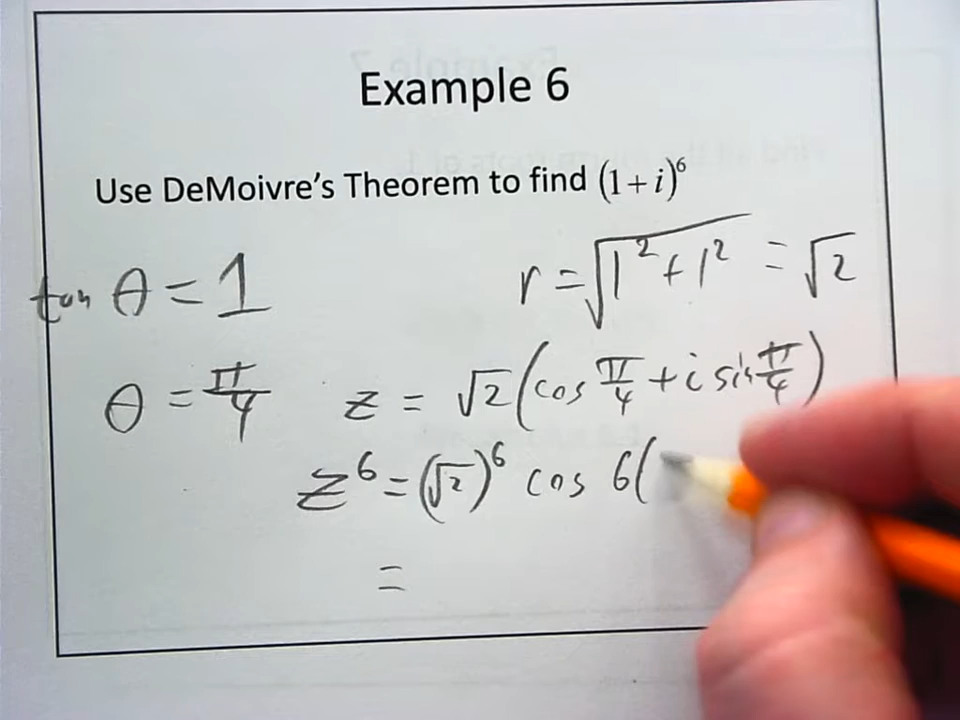 Example 6
Use DeMoivre's Theorem to find (1 + i)⁶
tan θ = 1
r = √(1² + 1²) = √2
θ = π/4
z = √2 (cos π/4 + i sin π/4)
z⁶ = (√2)⁶ cos 6(
=